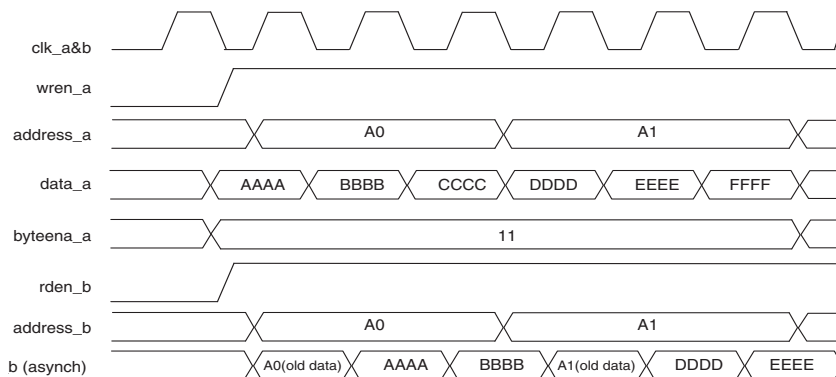 clk_a&b
wren_a
address_a A0 A1
data_a AAAA BBBB CCCC DDDD EEEE FFFF
byteena_a 11
rden_b
address_b A0 A1
b (asynch) A0(old data) AAAA BBBB A1(old data) DDDD EEEE